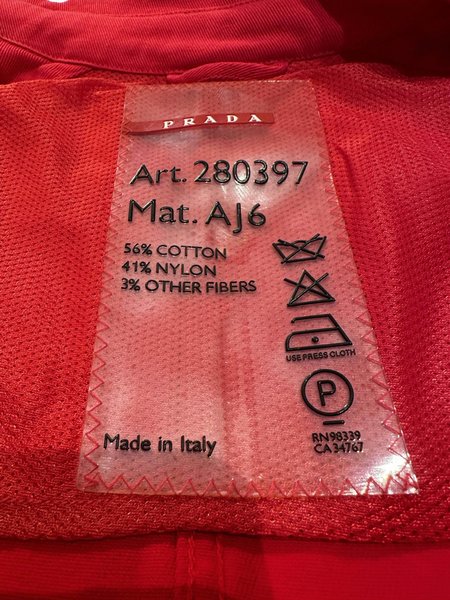 PRADA
Art. 280397
Mat. AJ6
56% COTTON
41% NYLON
3% OTHER FIBERS
USE PRESS CLOTH
P
Made in Italy
RN 98339
CA 34767